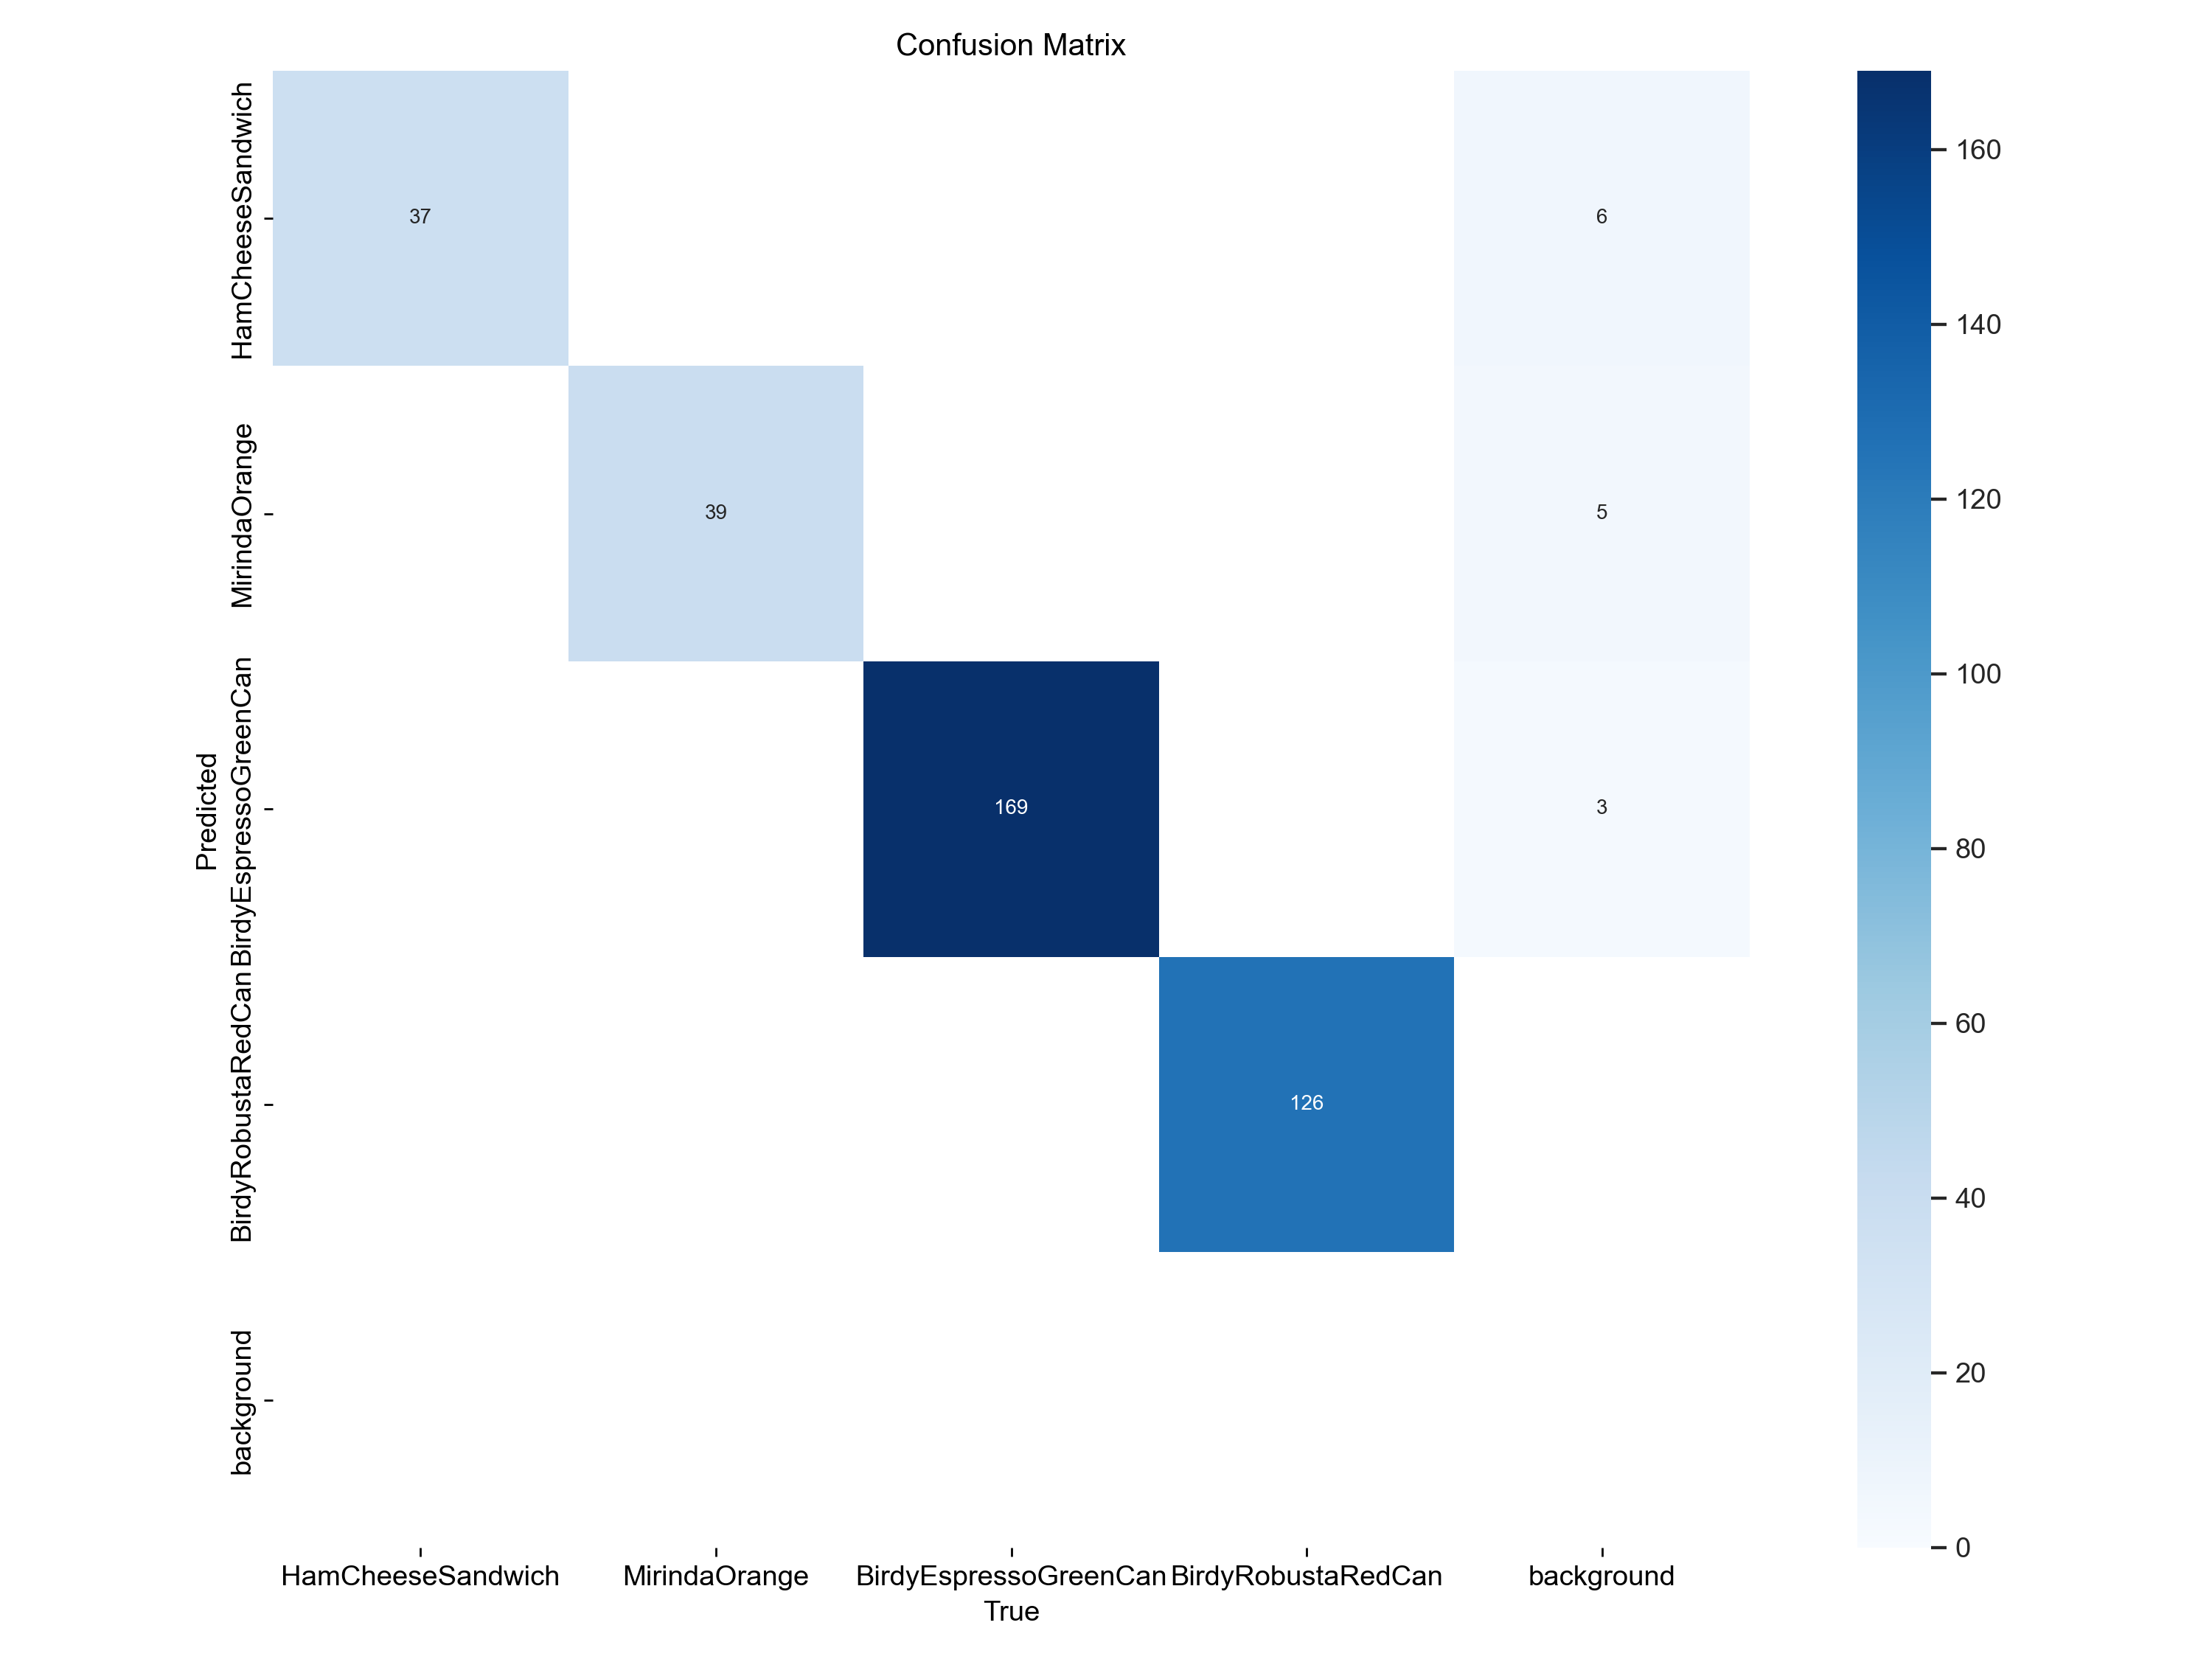 Confusion Matrix
HamCheeseSandwich
37
6
MirindaOrange
39
5
BirdyEspressoGreenCan
169
3
BirdyRobustaRedCan
126
background
Predicted
HamCheeseSandwich
MirindaOrange
BirdyEspressoGreenCan
BirdyRobustaRedCan
background
True
160
140
120
100
80
60
40
20
0